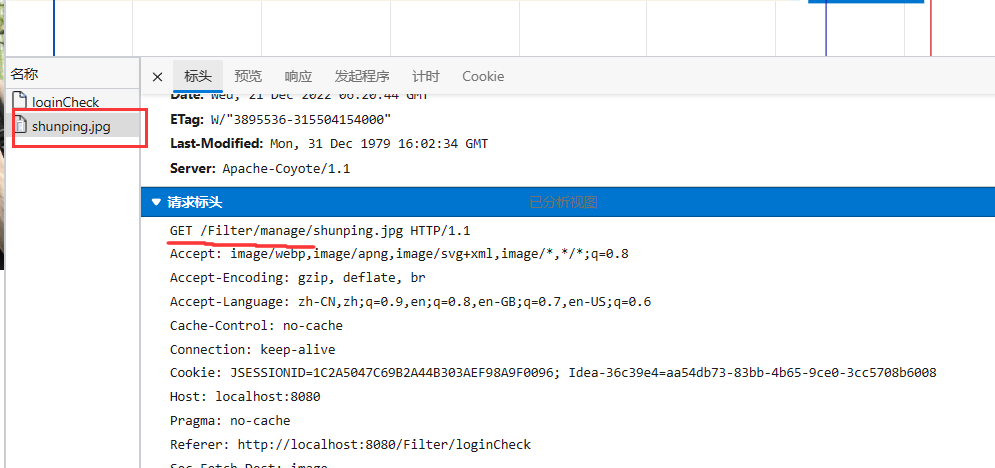 名称
loginCheck
shunping.jpg
标头 预览 响应 发起程序 计时 Cookie
Date: Wed, 21 Dec 2022 06:20:44 GMT
ETag: W/"3895536-315504154000"
Last-Modified: Mon, 31 Dec 1979 16:02:34 GMT
Server: Apache-Coyote/1.1
请求标头 已分析视图
GET /Filter/manage/shunping.jpg HTTP/1.1
Accept: image/webp,image/apng,image/svg+xml,image/*,*/*;q=0.8
Accept-Encoding: gzip, deflate, br
Accept-Language: zh-CN,zh;q=0.9,en;q=0.8,en-GB;q=0.7,en-US;q=0.6
Cache-Control: no-cache
Connection: keep-alive
Cookie: JSESSIONID=1C2A5047C69B2A44B303AEF98A9F0096; Idea-36c39e4=aa54db73-83bb-4b65-9ce0-3cc5708b6008
Host: localhost:8080
Pragma: no-cache
Referer: http://localhost:8080/Filter/loginCheck
Sec-Fetch-Dest: image